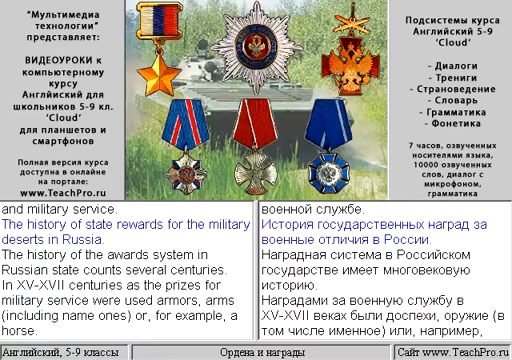 “Мультимедиа
технологии”
представляет:
ВИДЕОУРОКИ к
компьютерному
курсу
Английский для
школьников 5-9 кл.
‘Cloud’
для планшетов и
смартфонов
Полная версия курса
доступна в онлайне
на портале:
www.TeachPro.ru
Подсистемы курса
Английский 5-9
‘Cloud’
- Диалоги
- Тренинги
- Страноведение
- Словарь
- Грамматика
- Фонетика
7 часов, озвученных
носителями языка,
10000 озвученных
слов, диалог с
микрофоном,
грамматика
and military service.
The history of state rewards for the military
deserts in Russia.
The history of the awards system in
Russian state counts several centuries.
In XV-XVII centuries as the prizes for
military service were used armors, arms
(including name ones) or, for example, a
horse.
военной службе.
История государственных наград за
военные отличия в России.
Наградная система в Российском
государстве имеет многовековую
историю.
Наградами за военную службу в
XV-XVII веках были доспехи, оружие (в
том числе именное) или, например,
Английский, 5-9 классы
Ордена и награды
Сайт www.TeachPro.ru